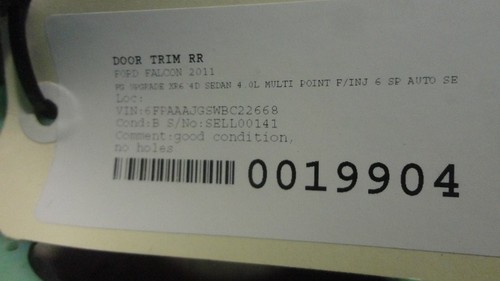 DOOR TRIM RR
FORD FALCON 2011
FG UPGRADE XR6 4D SEDAN 4.0L MULTI POINT F/INJ 6 SP AUTO SE
Loc:
VIN:6FPAAAJGSWBC22668
Cond:B S/No:SELL00141
Comment:good condition,
no holes
0019904